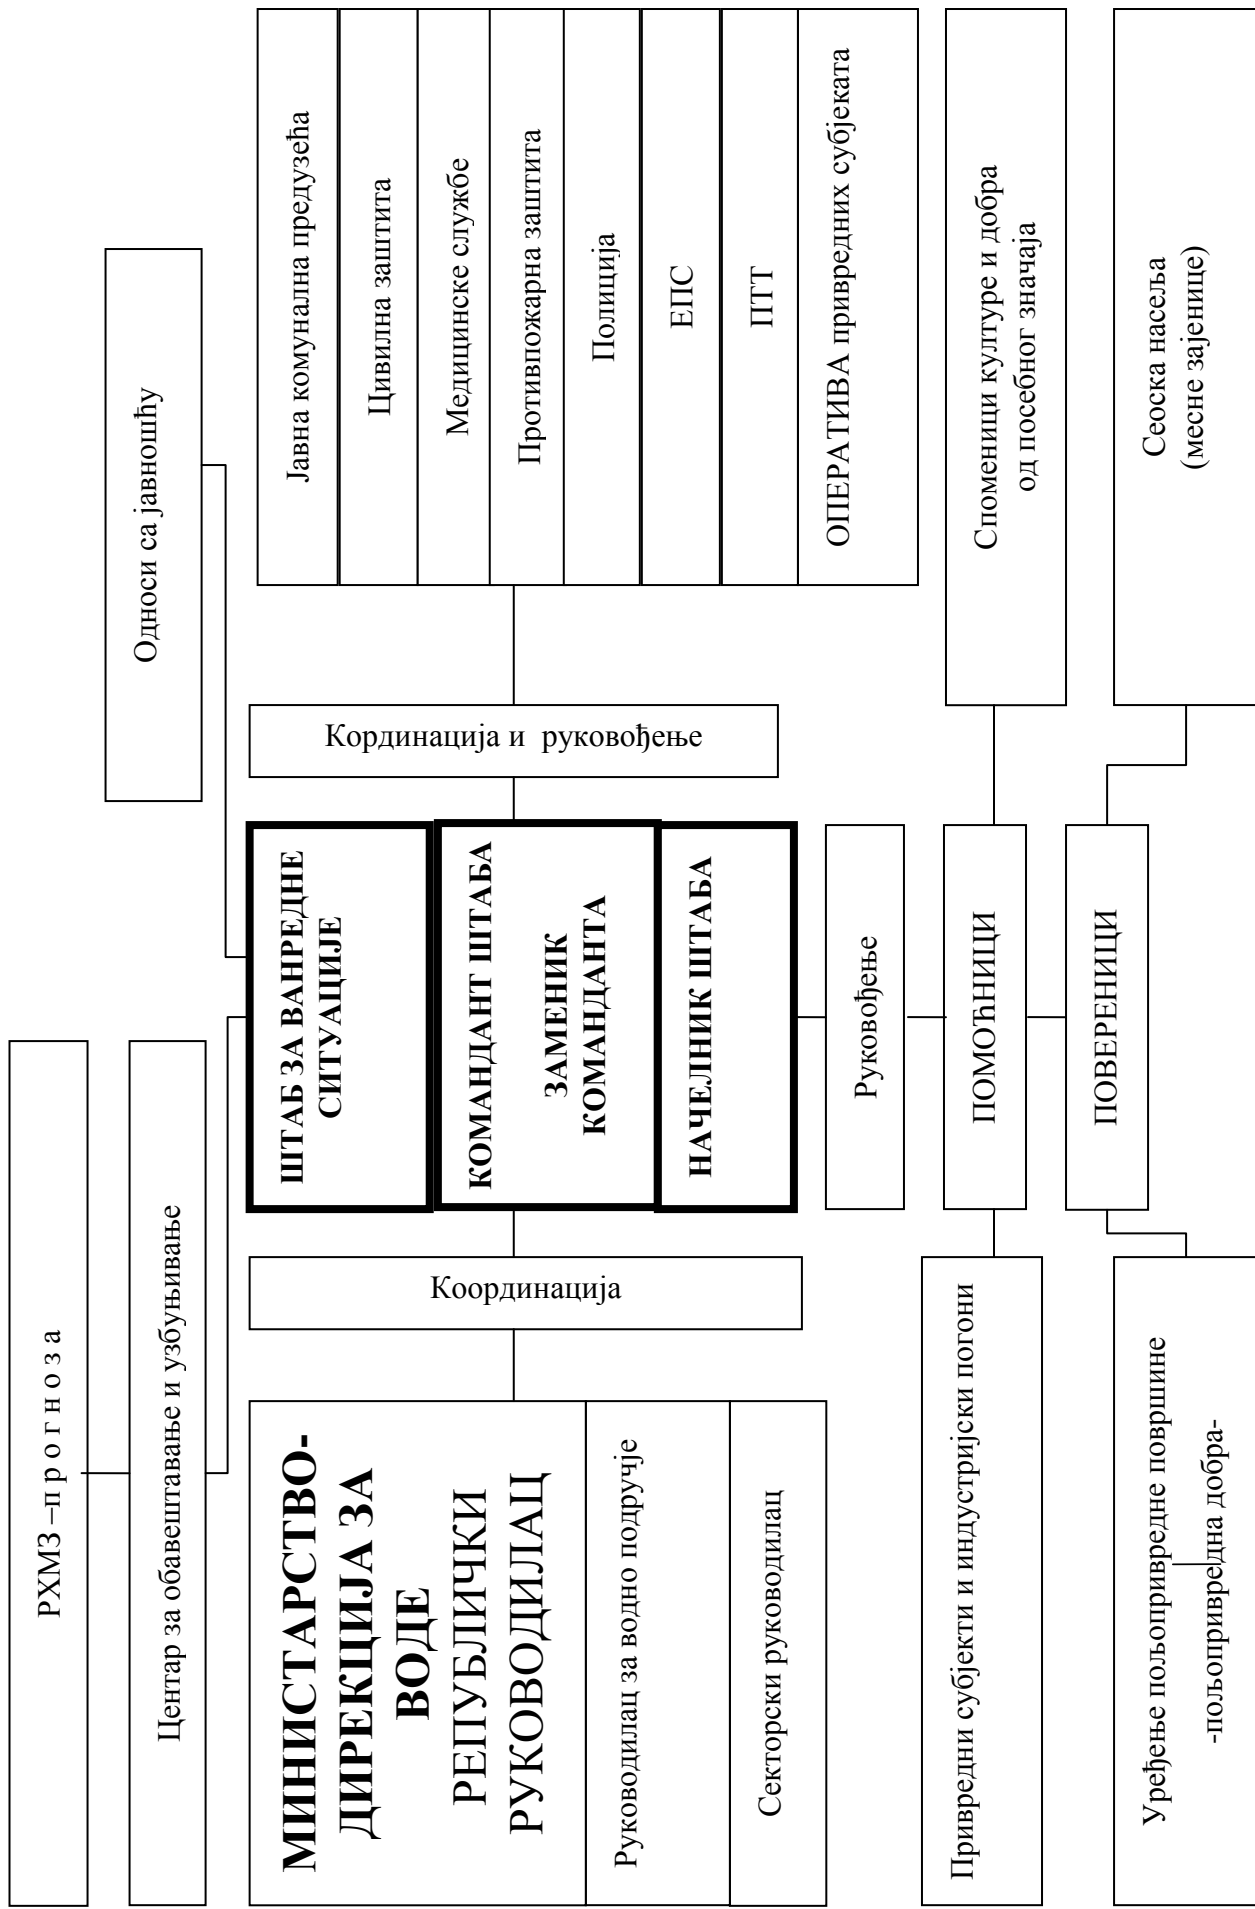 РХМЗ –п р о г н о з а
Центар за обавештавање и узбуњивање
Односи са јавношћу
МИНИСТАРСТВО-
ДИРЕКЦИЈА ЗА
ВОДЕ
РЕПУБЛИЧКИ
РУКОВОДИЛАЦ
Руководилац за водно подручје
Секторски руководилац
Координација
ШТАБ ЗА ВАНРЕДНЕ
СИТУАЦИЈЕ
КОМАНДАНТ ШТАБА
ЗАМЕНИК
КОМАНДАНТА
НАЧЕЛНИК ШТАБА
Кординација и руковођење
Јавна комунална предузећа
Цивилна заштита
Медицинске службе
Противпожарна заштита
Полиција
ЕПС
ПТТ
ОПЕРАТИВА привредних субјеката
Руковођење
Привредни субјекти и индустријски погони
ПОМОЋНИЦИ
Споменици културе и добра
од посебног значаја
Уређење пољопривредне површине
-пољопривредна добра-
ПОВЕРЕНИЦИ
Сеоска насеља
(месне зајенице)